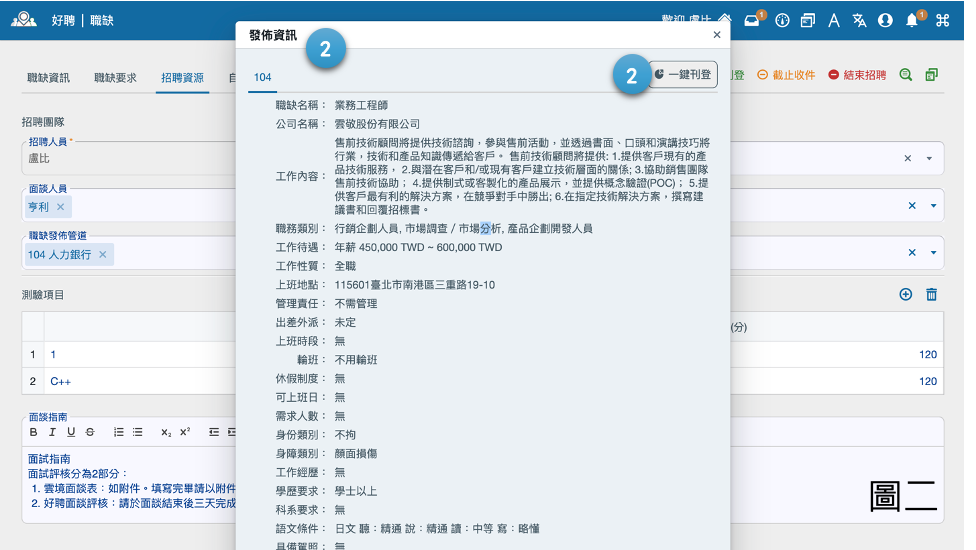 好聘 | 職缺
歡迎 盧比
1
1
職缺資訊
職缺要求
招聘資源
刊登
截止收件
結束招聘
招聘團隊
招聘人員 *
盧比
面談人員
亨利 ×
職缺發佈管道
104 人力銀行 ×
測驗項目
(分)
1 1 120
2 C++ 120
面談指南
B I U S
面試指南
面試評核分為2部分：
1. 雲境面談表：如附件。填寫完畢請以附件
2. 好聘面談評核：請於面談結束後三天完成
發佈資訊
2
104
2
一鍵刊登
職缺名稱： 業務工程師
公司名稱： 雲敬股份有限公司
工作內容：
售前技術顧問將提供技術諮詢，參與售前活動，並透過書面、口頭和演講技巧將
行業，技術和產品知識傳遞給客戶。 售前技術顧問將提供: 1.提供客戶現有的產
品技術服務， 2.與潛在客戶和/或現有客戶建立技術層面的關係; 3.協助銷售團隊
售前技術協助； 4.提供制式或客製化的產品展示，並提供概念驗證(POC)； 5.提
供客戶最有利的解決方案，在競爭對手中勝出; 6.在指定技術解決方案，撰寫建
議書和回覆招標書。
職務類別： 行銷企劃人員, 市場調查 / 市場分析, 產品企劃開發人員
工作待遇： 年薪 450,000 TWD ~ 600,000 TWD
工作性質： 全職
上班地點： 115601臺北市南港區三重路19-10
管理責任： 不需管理
出差外派： 未定
上班時段： 無
輪班： 不用輪班
休假制度： 無
可上班日： 無
需求人數： 無
身份類別： 不拘
身障類別： 顏面損傷
工作經歷： 無
學歷要求： 學士以上
科系要求： 無
語文條件： 日文 聽：精通 說：精通 讀：中等 寫：略懂
具備駕照： 無
圖二